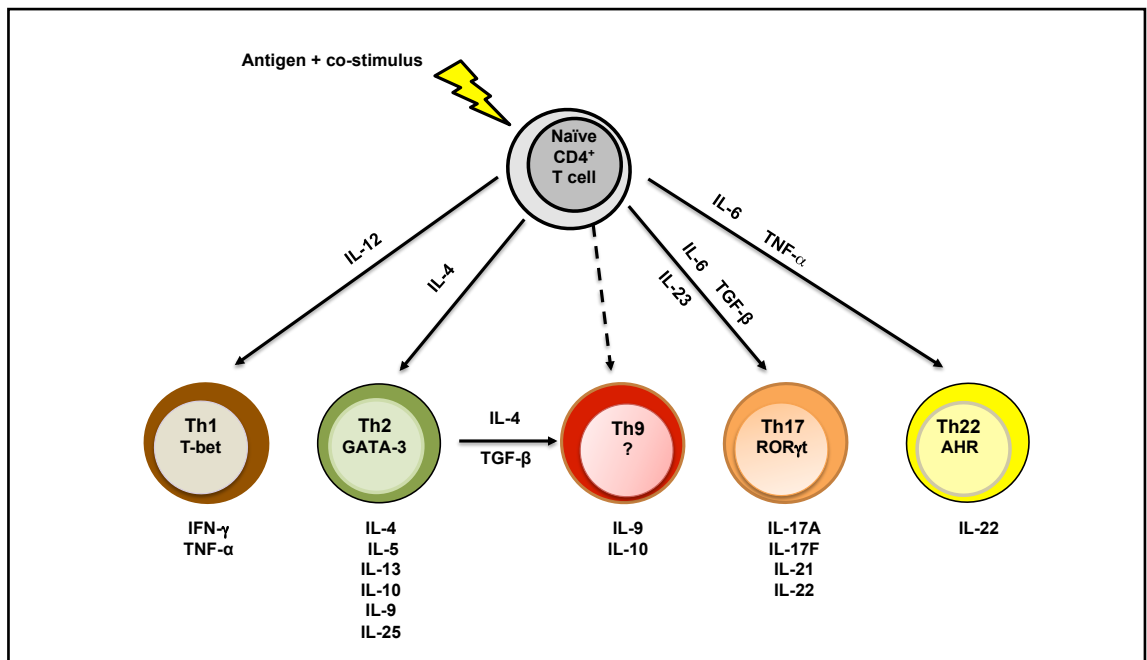 Antigen + co-stimulus
Naïve
CD4⁺
T cell
IL-12
IL-4
IL-6
IL-23
TGF-β
IL-6
TNF-α
Th1
T-bet
Th2
GATA-3
IL-4
TGF-β
Th9
?
Th17
RORγt
Th22
AHR
IFN-γ
TNF-α
IL-4
IL-5
IL-13
IL-10
IL-9
IL-25
IL-9
IL-10
IL-17A
IL-17F
IL-21
IL-22
IL-22